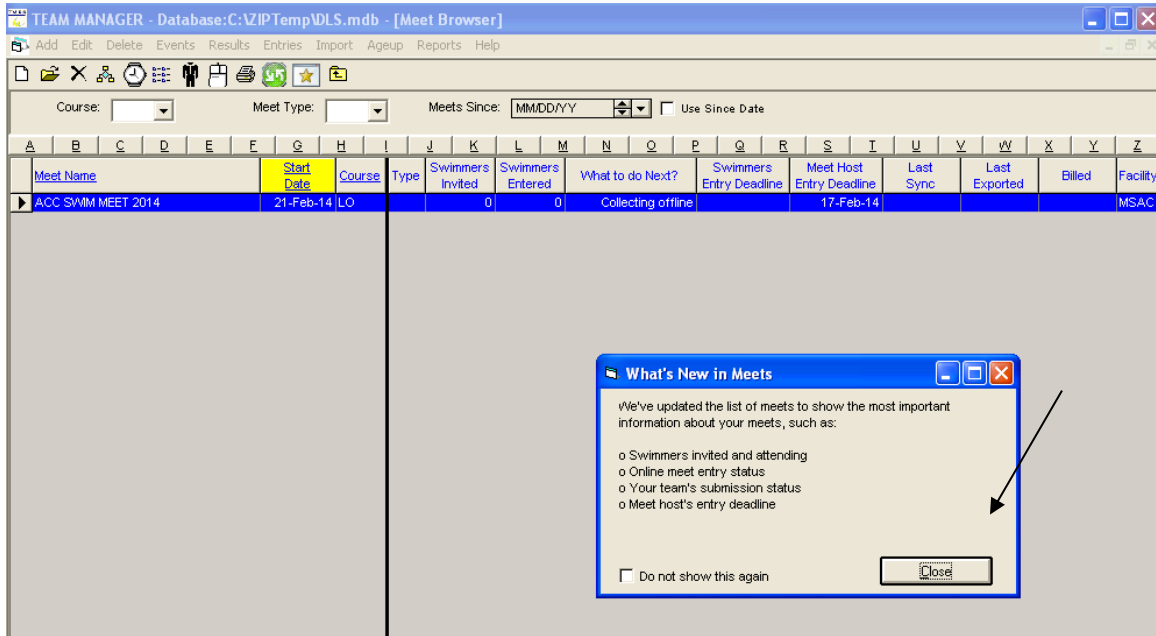 TEAM MANAGER - Database:C:\ZIPTemp\DLS.mdb - [Meet Browser]
Add Edit Delete Events Results Entries Import Ageup Reports Help
Course: Meet Type: Meets Since: MM/DD/YY Use Since Date
A B C D E F G H I J K L M N O P Q R S T U V W X Y Z
Meet Name Start Date Course Type Swimmers Invited Swimmers Entered What to do Next? Swimmers Entry Deadline Meet Host Entry Deadline Last Sync Last Exported Billed Facility
ACC SWIM MEET 2014 21-Feb-14 LO 0 0 Collecting offline 17-Feb-14 MSAC
What's New in Meets
We've updated the list of meets to show the most important
information about your meets, such as:
o Swimmers invited and attending
o Online meet entry status
o Your team's submission status
o Meet host's entry deadline
Do not show this again
Close